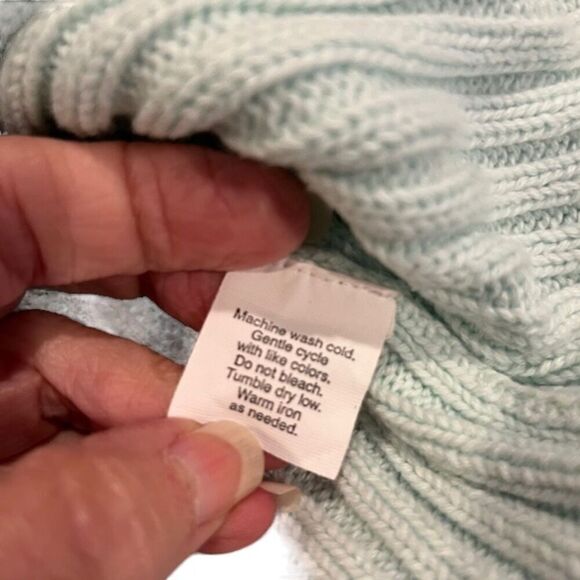 Machine wash cold.
Gentle cycle
with like colors.
Do not bleach.
Tumble dry low.
Warm iron
as needed.